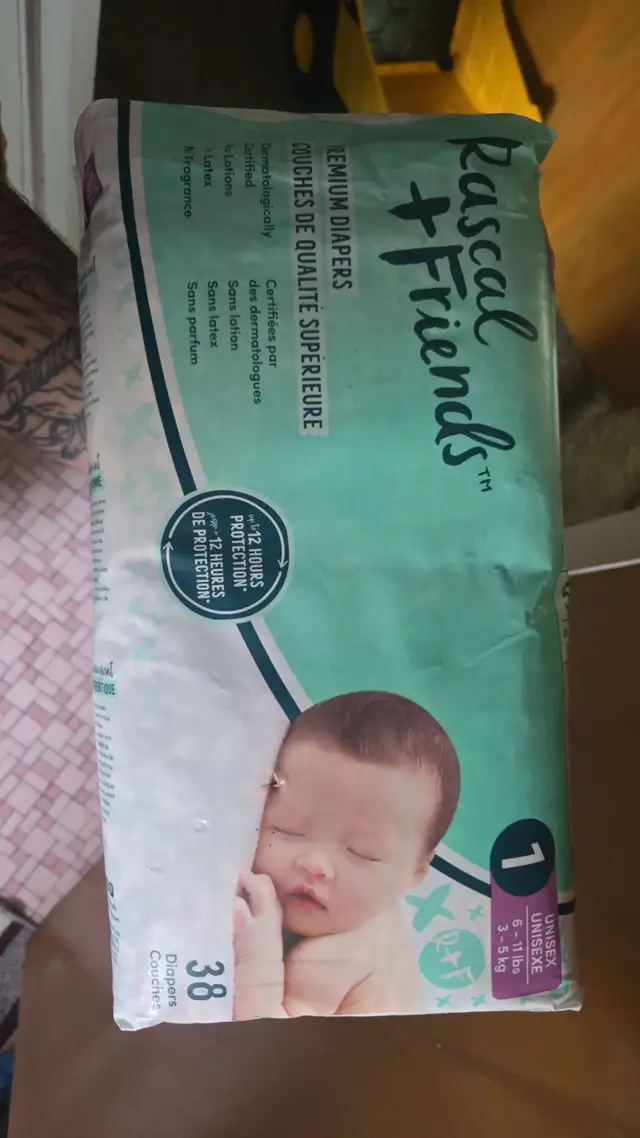 Rascal
+ Friends™
PREMIUM DIAPERS
COUCHES DE QUALITÉ SUPÉRIEURE
Dermatologically
Certified
Lotions
Latex
Fragrance
Certifiées par
des dermatologues
Sans lotion
Sans latex
Sans parfum
up to 12 HOURS
PROTECTION*
12 HEURES
DE PROTECTION*
1
UNISEX
UNISEXE
6 - 11 lbs
3 - 5 kg
R+F
38
Diapers
Couches